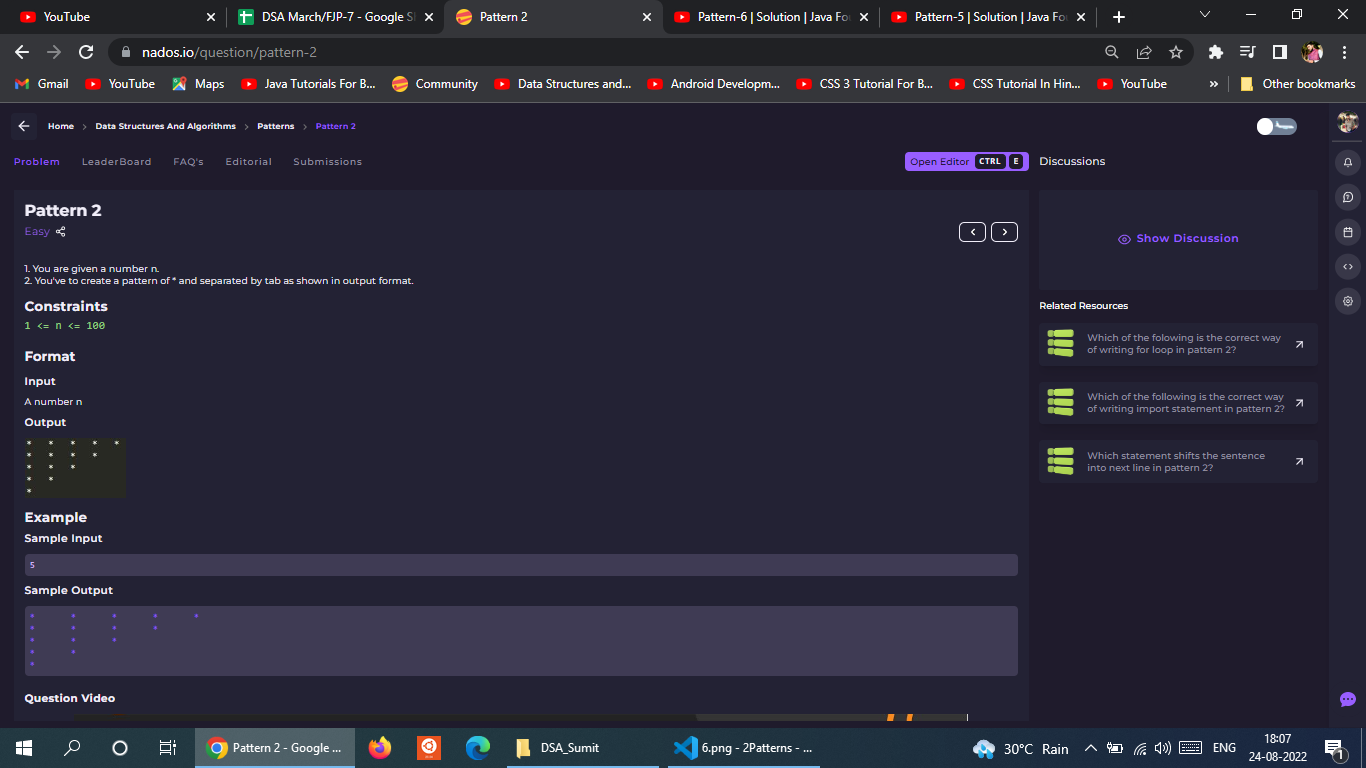 YouTube
DSA March/FJP-7 - Google Sh
Pattern 2
Pattern-6 | Solution | Java Fou
Pattern-5 | Solution | Java Fou
nados.io/question/pattern-2
Gmail
YouTube
Maps
Java Tutorials For B...
Community
Data Structures and...
Android Developm...
CSS 3 Tutorial For B...
CSS Tutorial In Hin...
YouTube
»
Other bookmarks
Home > Data Structures And Algorithms > Patterns > Pattern 2
Problem LeaderBoard FAQ's Editorial Submissions
Open Editor CTRL E
Discussions
Pattern 2
Easy
1. You are given a number n.
2. You've to create a pattern of * and separated by tab as shown in output format.
Constraints
1 <= n <= 100
Format
Input
A number n
Output
* * * * *
* * * *
* * *
* *
*
Example
Sample Input
5
Sample Output
* * * * *
* * * *
* * *
* *
*
Question Video
Show Discussion
Related Resources
Which of the folowing is the correct way
of writing for loop in pattern 2?
Which of the following is the correct way
of writing import statement in pattern 2?
Which statement shifts the sentence
into next line in pattern 2?
Pattern 2 - Google ...
DSA_Sumit
6.png - 2Patterns - ...
30°C Rain
ENG
18:07
24-08-2022
1